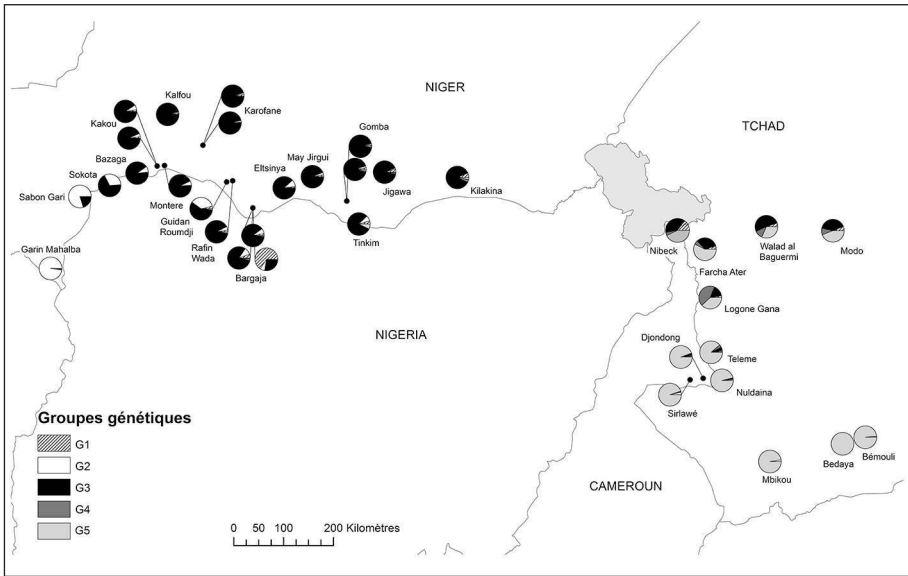 NIGER
TCHAD
NIGERIA
CAMEROUN
Kalfou
Karofane
Kakou
Gomba
Bazaga
Eltsinya
May Jirgui
Sokota
Jigawa
Kilakina
Sabon Gari
Montere
Guidan
Roumdji
Tinkim
Rafin
Wada
Garin Mahalba
Bargaja
Nibeck
Walad al
Baguermi
Modo
Farcha Ater
Logone Gana
Djondong
Teleme
Nuldaina
Sirlawé
Bémouli
Bedaya
Mbikou
Groupes génétiques
G1
G2
G3
G4
G5
0 50 100 200 Kilomètres